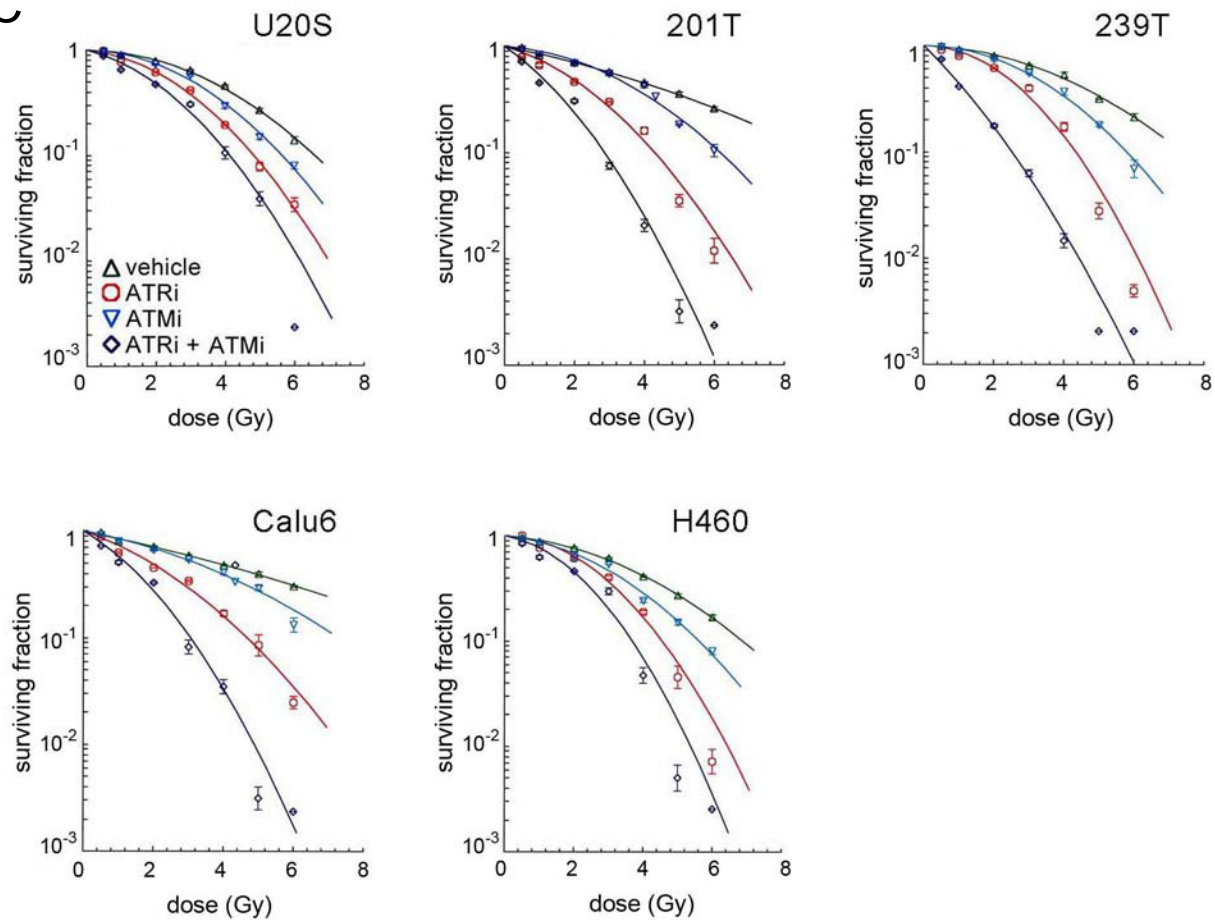 C
U20S
surviving fraction
1
10-1
10-2
10-3
0 2 4 6 8
dose (Gy)
vehicle
ATRi
ATMi
ATRi + ATMi
201T
surviving fraction
1
10-1
10-2
10-3
0 2 4 6 8
dose (Gy)
239T
surviving fraction
1
10-1
10-2
10-3
0 2 4 6 8
dose (Gy)
Calu6
surviving fraction
1
10-1
10-2
10-3
0 2 4 6 8
dose (Gy)
H460
surviving fraction
1
10-1
10-2
10-3
0 2 4 6 8
dose (Gy)